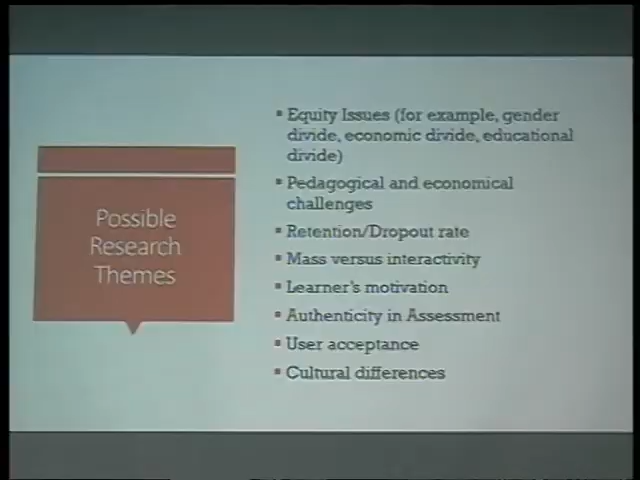 Possible
Research
Themes
▪ Equity Issues (for example, gender
divide, economic divide, educational
divide)
▪ Pedagogical and economical
challenges
▪ Retention/Dropout rate
▪ Mass versus interactivity
▪ Learner's motivation
▪ Authenticity in Assessment
▪ User acceptance
▪ Cultural differences